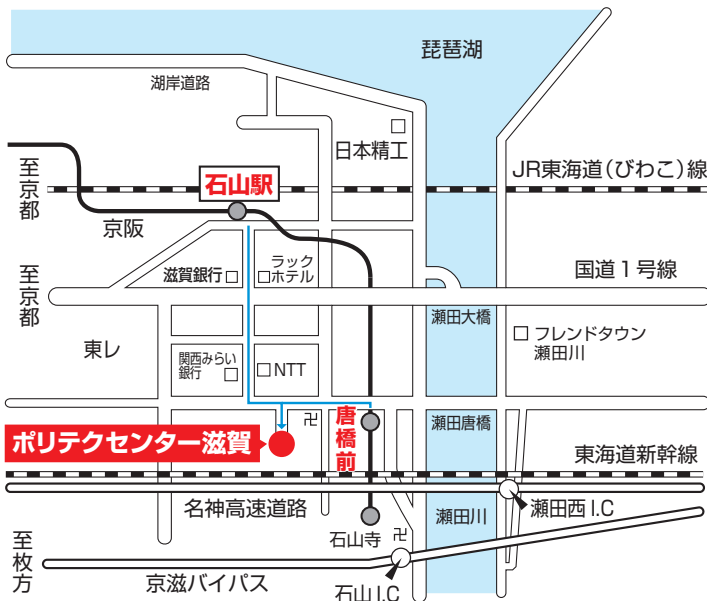 琵琶湖
湖岸道路
日本精工
至京都
石山駅
JR東海道(びわこ)線
京阪
滋賀銀行
ラック
ホテル
国道1号線
至京都
瀬田大橋
東レ
フレンドタウン
瀬田川
関西みらい
銀行
NTT
卍
唐橋前
瀬田唐橋
ポリテクセンター滋賀
東海道新幹線
名神高速道路
瀬田川
瀬田西I.C
石山寺
卍
至枚方
京滋バイパス
石山I.C